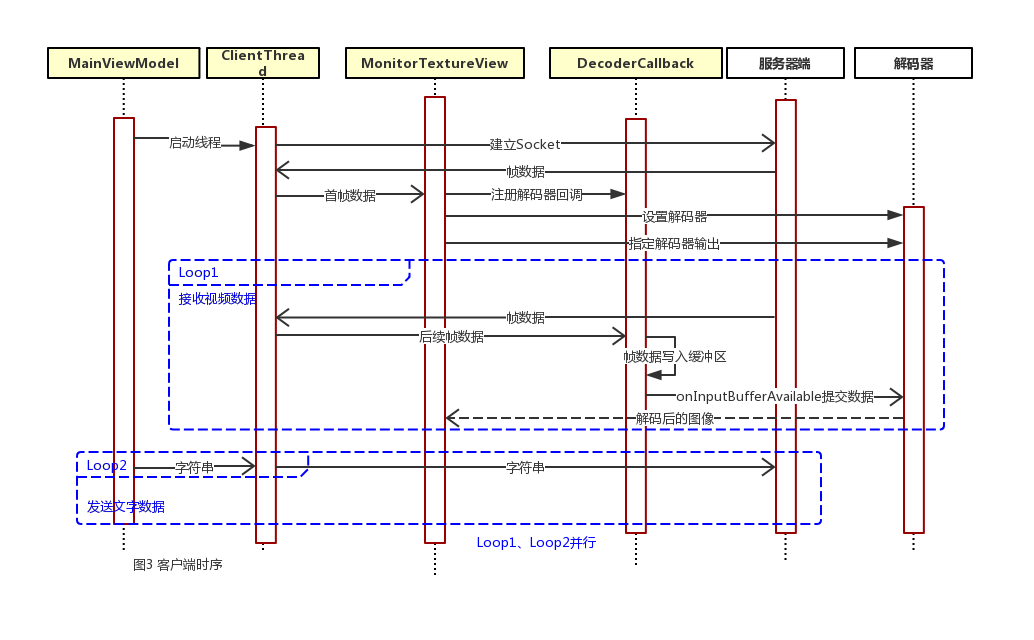 MainViewModel
ClientThrea
d
MonitorTextureView
DecoderCallback
服务器端
解码器
启动线程
建立Socket
帧数据
首帧数据
注册解码器回调
设置解码器
指定解码器输出
Loop1
接收视频数据
帧数据
后续帧数据
帧数据写入缓冲区
onInputBufferAvailable提交数据
解码后的图像
Loop2
字符串
字符串
发送文字数据
Loop1、Loop2并行
图3 客户端时序